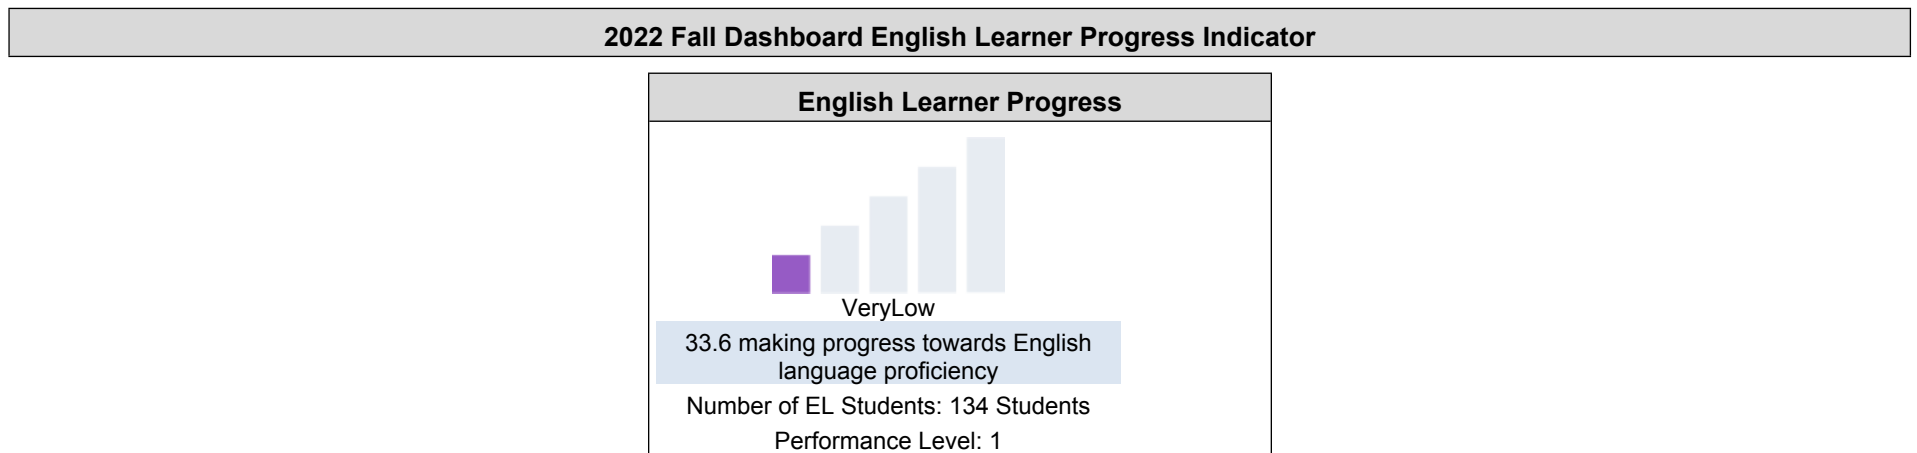 2022 Fall Dashboard English Learner Progress Indicator
English Learner Progress
VeryLow
33.6 making progress towards English
language proficiency
Number of EL Students: 134 Students
Performance Level: 1